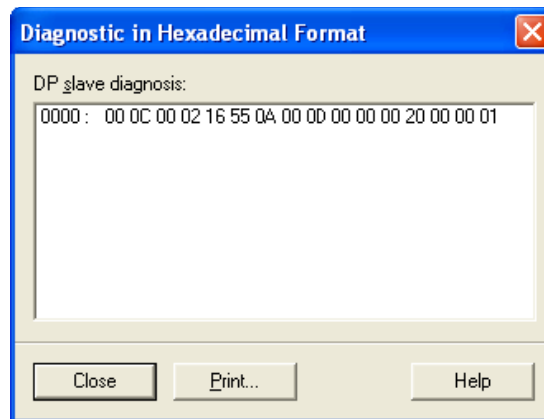 Diagnostic in Hexadecimal Format
DP slave diagnosis:
0000 : 00 0C 00 02 16 55 0A 00 0D 00 00 00 20 00 00 01
Close Print... Help